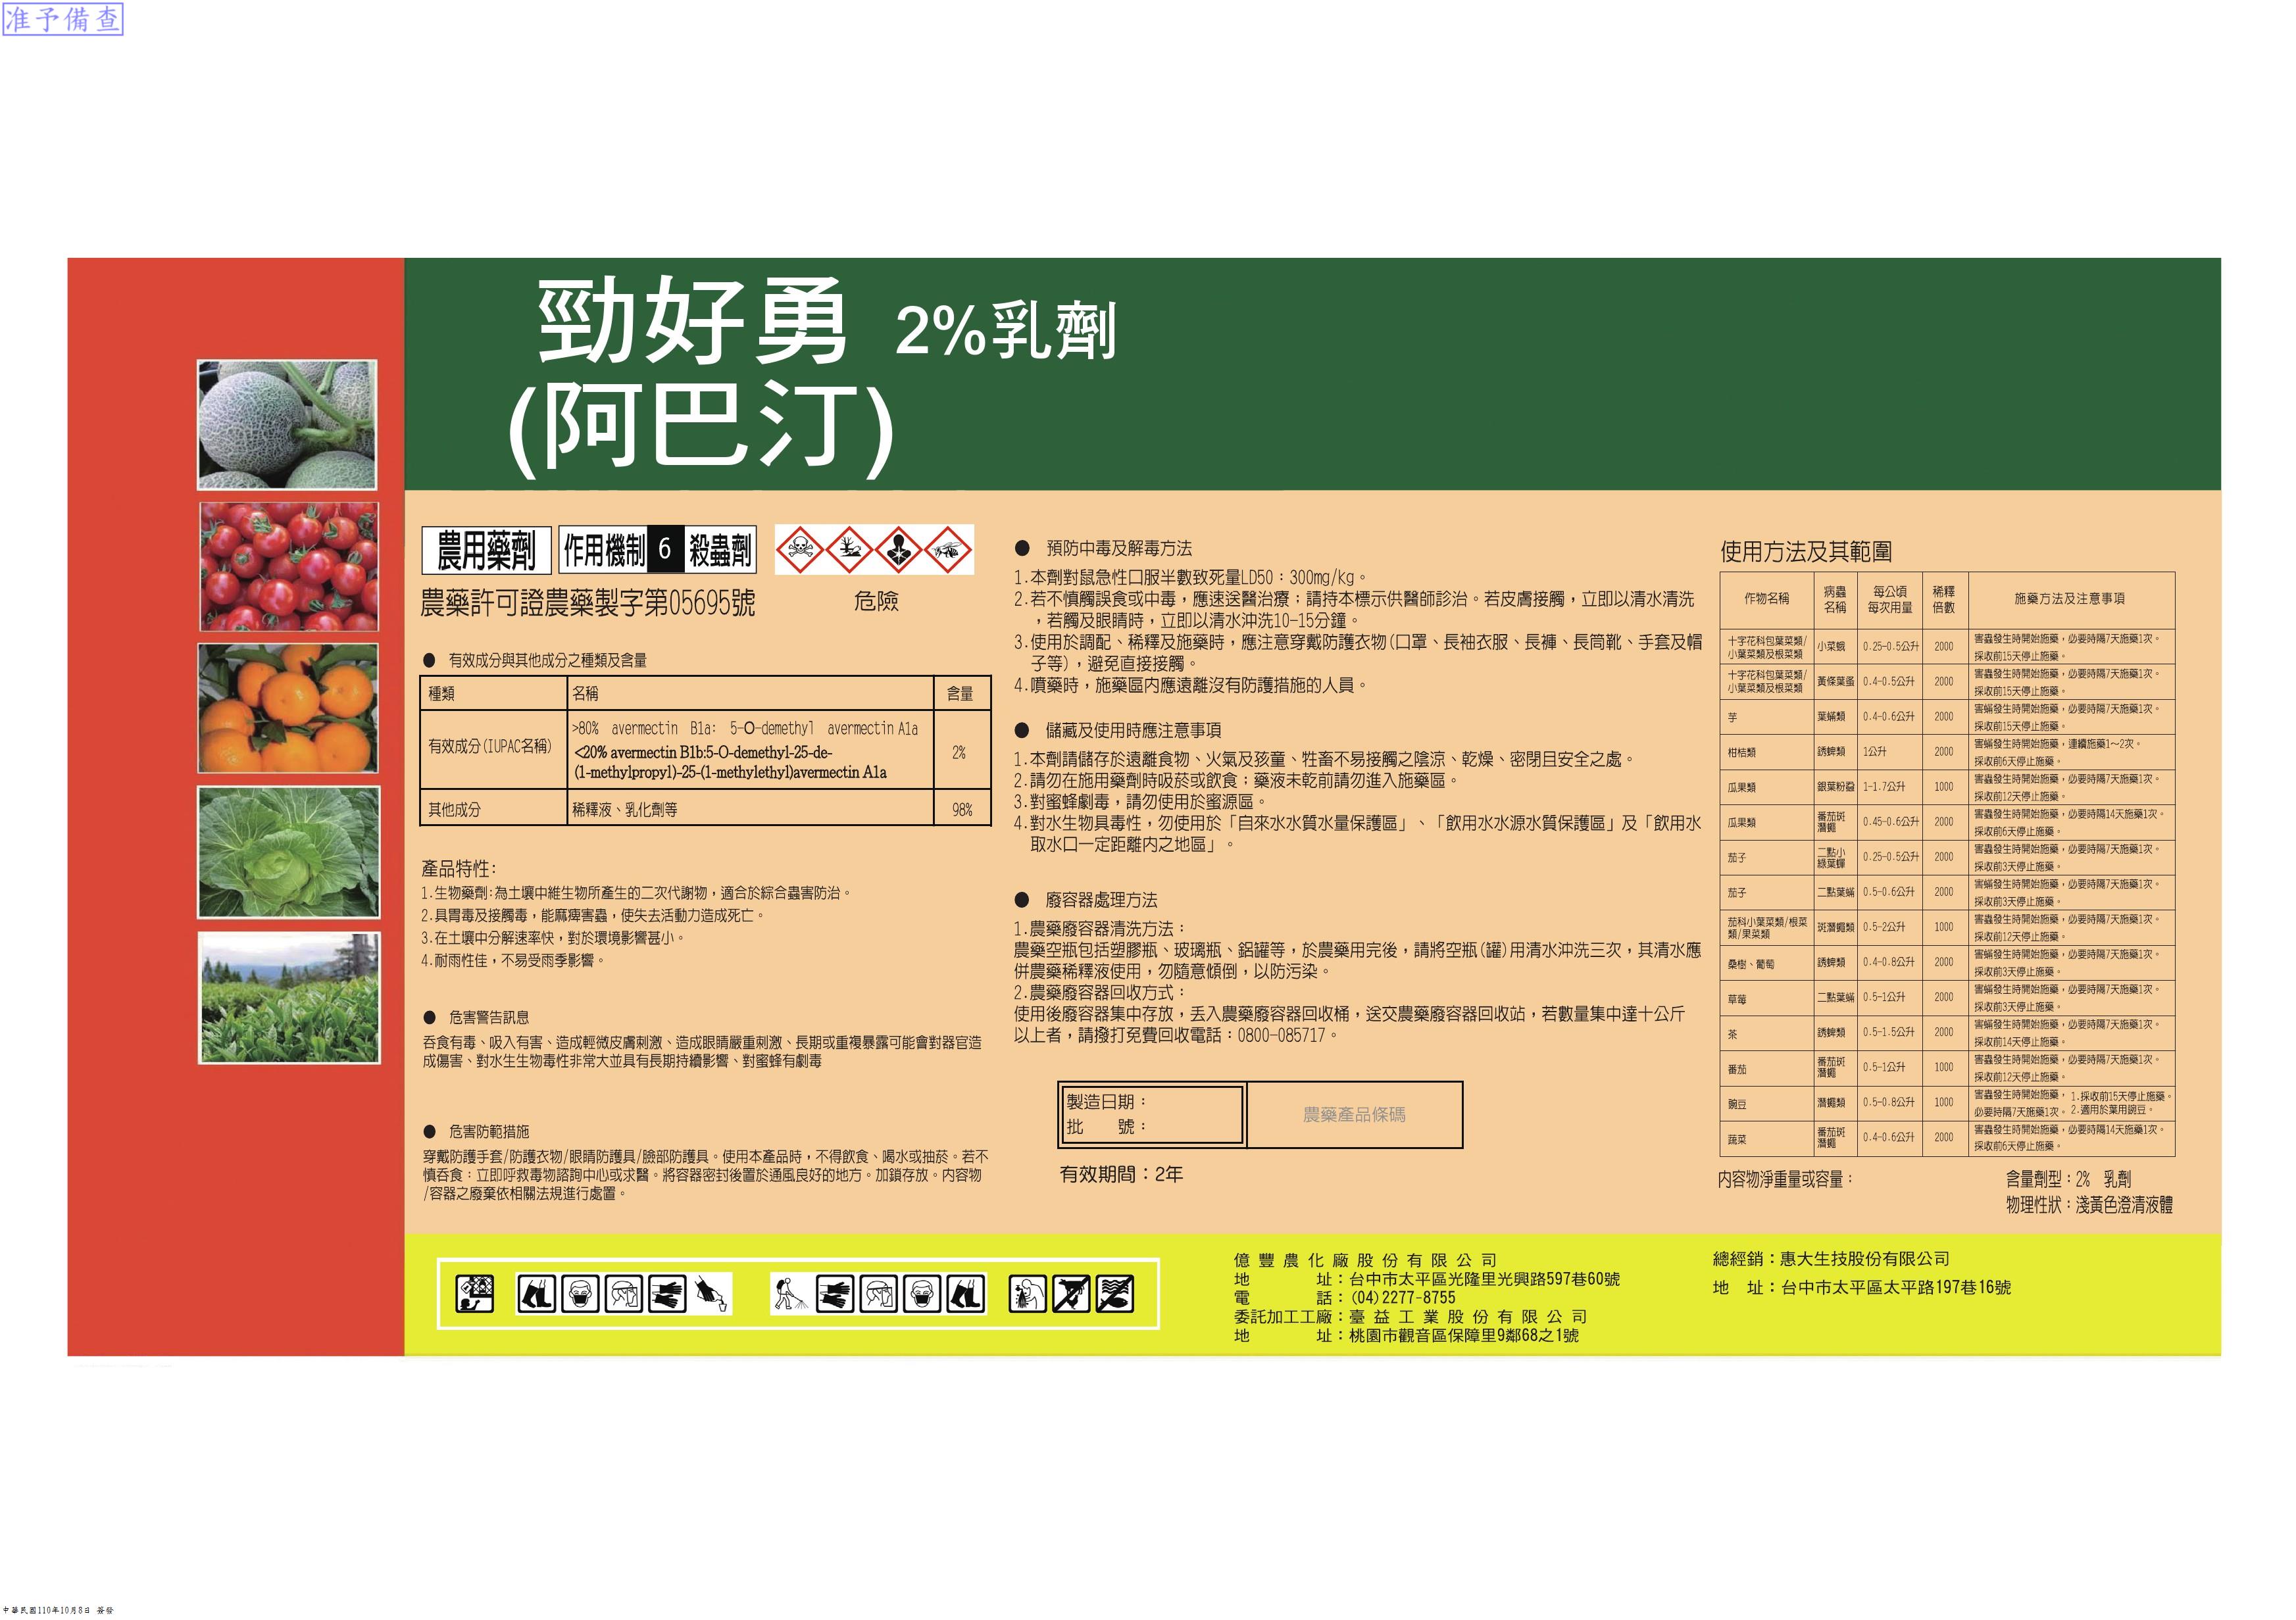 准予備查
勁好勇 2%乳劑
(阿巴汀)
農用藥劑 作用機制 6 殺蟲劑
農藥許可證農藥製字第05695號 危險
● 有效成分與其他成分之種類及含量
種類 名稱 含量
有效成分(IUPAC名稱) >80% avermectin B1a: 5-O-demethyl avermectin A1a
<20% avermectin B1b:5-O-demethyl-25-de-
(1-methylpropyl)-25-(1-methylethyl)avermectin A1a
2%
其他成分 稀釋液、乳化劑等 98%
產品特性:
1.生物藥劑:為土壤中維生物所產生的二次代謝物，適合於綜合蟲害防治。
2.具胃毒及接觸毒，能麻痺害蟲，使失去活動力造成死亡。
3.在土壤中分解速率快，對於環境影響甚小。
4.耐雨性佳，不易受雨季影響。
● 危害警告訊息
吞食有毒、吸入有害、造成輕微皮膚刺激、造成眼睛嚴重刺激、長期或重複暴露可能會對器官造
成傷害、對水生生物毒性非常大並具有長期持續影響、對蜜蜂有劇毒
● 危害防範措施
穿戴防護手套/防護衣物/眼睛防護具/臉部防護具。使用本產品時，不得飲食、喝水或抽菸。若不
慎吞食：立即呼救毒物諮詢中心或求醫。將容器密封後置於通風良好的地方。加鎖存放。內容物
/容器之廢棄依相關法規進行處置。
● 預防中毒及解毒方法
1.本劑對鼠急性口服半數致死量LD50：300mg/kg。
2.若不慎觸誤食或中毒，應速送醫治療；請持本標示供醫師診治。若皮膚接觸，立即以清水清洗
，若觸及眼睛時，立即以清水沖洗10-15分鐘。
3.使用於調配、稀釋及施藥時，應注意穿戴防護衣物(口罩、長袖衣服、長褲、長筒靴、手套及帽
子等)，避免直接接觸。
4.噴藥時，施藥區內應遠離沒有防護措施的人員。
● 儲藏及使用時應注意事項
1.本劑請儲存於遠離食物、火氣及孩童、牲畜不易接觸之陰涼、乾燥、密閉且安全之處。
2.請勿在施用藥劑時吸菸或飲食；藥液未乾前請勿進入施藥區。
3.對蜜蜂劇毒，請勿使用於蜜源區。
4.對水生物具毒性，勿使用於「自來水水質水量保護區」、「飲用水水源水質保護區」及「飲用水
取水口一定距離內之地區」。
● 廢容器處理方法
1.農藥廢容器清洗方法：
農藥空瓶包括塑膠瓶、玻璃瓶、鋁罐等，於農藥用完後，請將空瓶(罐)用清水沖洗三次，其清水應
併農藥稀釋液使用，勿隨意傾倒，以防污染。
2.農藥廢容器回收方式：
使用後廢容器集中存放，丟入農藥廢容器回收桶，送交農藥廢容器回收站，若數量集中達十公斤
以上者，請撥打免費回收電話：0800-085717。
製造日期：
批 號：
農藥產品條碼
有效期間：2年
使用方法及其範圍
作物名稱 病蟲名稱 每公頃每次用量 稀釋倍數 施藥方法及注意事項
十字花科包葉菜類/小葉菜類及根菜類 小菜蛾 0.25-0.5公升 2000 害蟲發生時開始施藥，必要時隔7天施藥1次。採收前15天停止施藥。
十字花科包葉菜類/小葉菜類及根菜類 黃條葉蚤 0.4-0.5公升 2000 害蟲發生時開始施藥，必要時隔7天施藥1次。採收前15天停止施藥。
芋 葉蟎類 0.4-0.6公升 2000 害蟎發生時開始施藥，必要時隔7天施藥1次。採收前15天停止施藥。
柑桔類 銹蜱類 1公升 2000 害蟎發生時開始施藥，連續施藥1～2次。採收前6天停止施藥。
瓜果類 銀葉粉蝨 1-1.7公升 1000 害蟲發生時開始施藥，必要時隔7天施藥1次。採收前12天停止施藥。
瓜果類 番茄斑潛蠅 0.45-0.6公升 2000 害蟲發生時開始施藥，必要時隔14天施藥1次。採收前6天停止施藥。
茄子 二點小綠葉蟬 0.25-0.5公升 2000 害蟲發生時開始施藥，必要時隔7天施藥1次。採收前3天停止施藥。
茄子 二點葉蟎 0.5-0.6公升 2000 害蟎發生時開始施藥，必要時隔7天施藥1次。採收前3天停止施藥。
茄科小葉菜類/根菜類/果菜類 斑潛蠅類 0.5-2公升 1000 害蟲發生時開始施藥，必要時隔7天施藥1次。採收前12天停止施藥。
桑樹、葡萄 銹蜱類 0.4-0.8公升 2000 害蟎發生時開始施藥，必要時隔7天施藥1次。採收前3天停止施藥。
草莓 二點葉蟎 0.5-1公升 2000 害蟎發生時開始施藥，必要時隔7天施藥1次。採收前3天停止施藥。
茶 銹蜱類 0.5-1.5公升 2000 害蟎發生時開始施藥，必要時隔7天施藥1次。採收前14天停止施藥。
番茄 番茄斑潛蠅 0.5-1公升 1000 害蟲發生時開始施藥，必要時隔7天施藥1次。採收前12天停止施藥。
豌豆 潛蠅類 0.5-0.8公升 1000 害蟲發生時開始施藥，必要時隔7天施藥1次。 1.採收前15天停止施藥。2.適用於葉用豌豆。
蔬菜 番茄斑潛蠅 0.4-0.6公升 2000 害蟲發生時開始施藥，必要時隔14天施藥1次。採收前6天停止施藥。
內容物淨重量或容量： 含量劑型：2% 乳劑
物理性狀：淺黃色澄清液體
億豐農化廠股份有限公司
地 址：台中市太平區光隆里光興路597巷60號
電 話：(04)2277-8755
委託加工工廠：臺益工業股份有限公司
地 址：桃園市觀音區保障里9鄰68之1號
總經銷：惠大生技股份有限公司
地 址：台中市太平區太平路197巷16號
中華民國110年10月8日 簽發